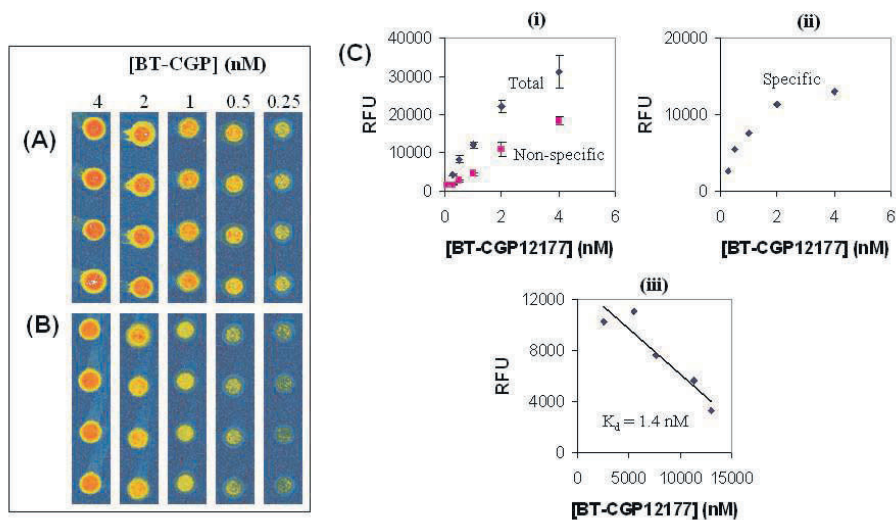 [BT-CGP] (nM)
4 2 1 0.5 0.25
(A)
(B)
(C)
(i)
40000
30000
20000
10000
0
RFU
Total
Non-specific
0 2 4 6
[BT-CGP12177] (nM)
(ii)
20000
10000
0
RFU
Specific
0 2 4 6
[BT-CGP12177] (nM)
(iii)
12000
8000
4000
0
RFU
Kd = 1.4 nM
0 5000 10000 15000
[BT-CGP12177] (nM)